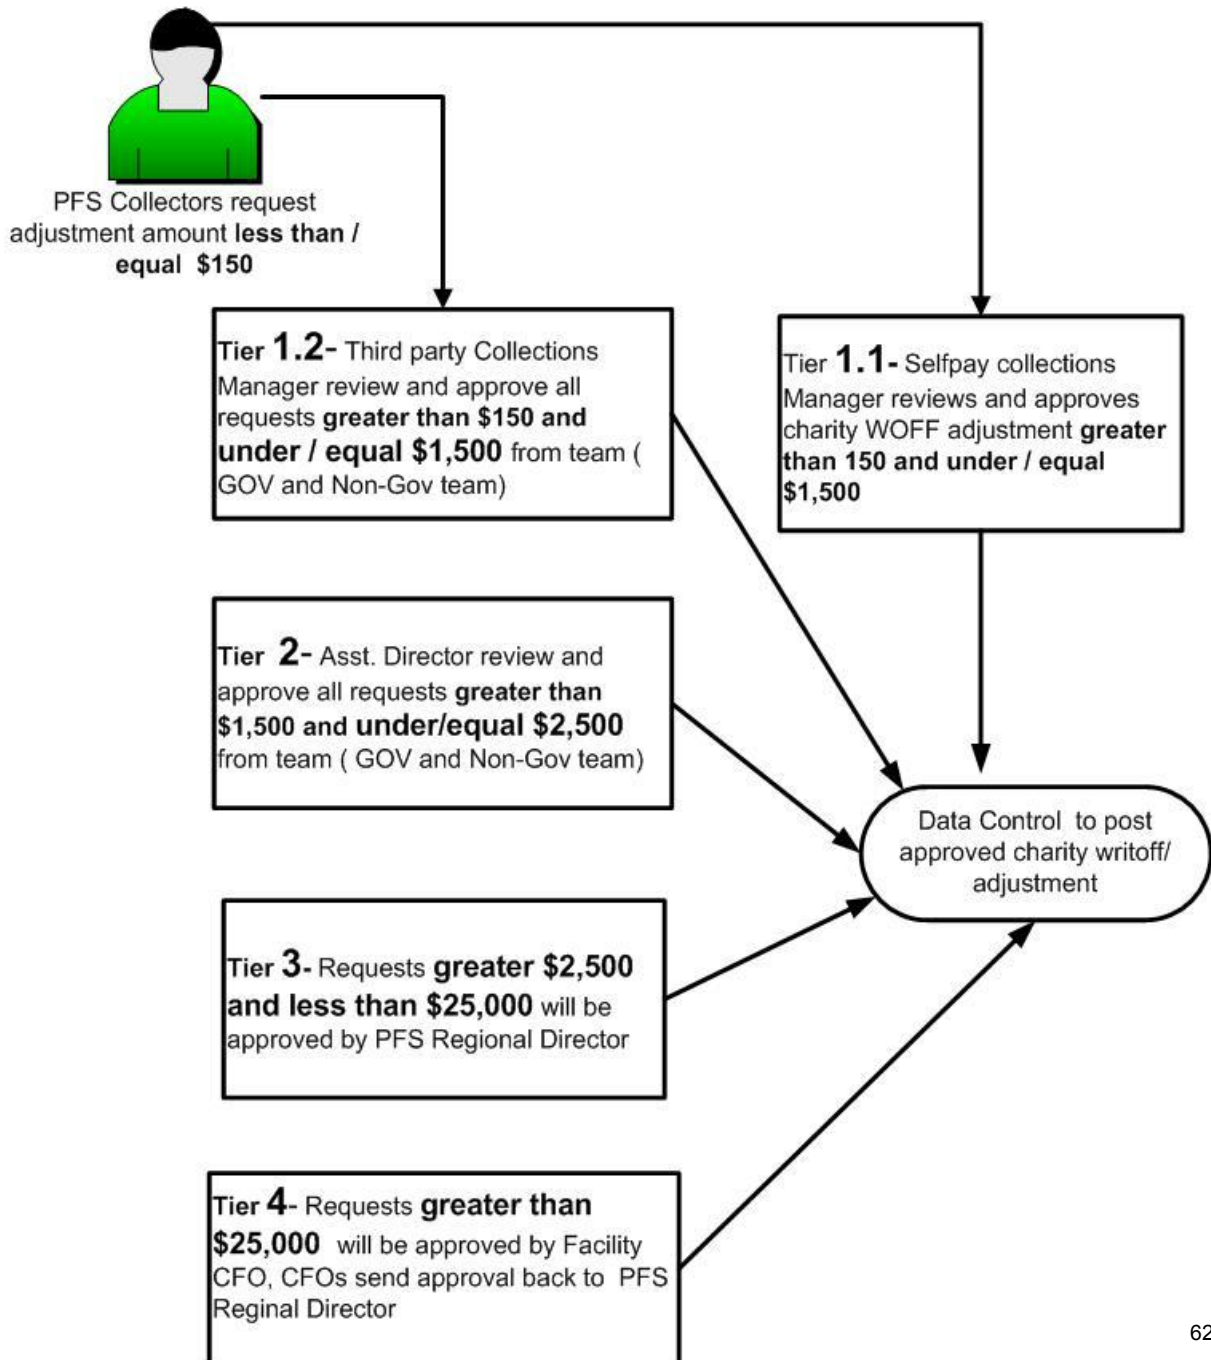 PFS Collectors request
adjustment amount less than /
equal $150
Tier 1.2- Third party Collections
Manager review and approve all
requests greater than $150 and
under / equal $1,500 from team (
GOV and Non-Gov team)
Tier 1.1- Selfpay collections
Manager reviews and approves
charity WOFF adjustment greater
than 150 and under / equal
$1,500
Tier 2- Asst. Director review and
approve all requests greater than
$1,500 and under/equal $2,500
from team ( GOV and Non-Gov team)
Data Control to post
approved charity writoff/
adjustment
Tier 3- Requests greater $2,500
and less than $25,000 will be
approved by PFS Regional Director
Tier 4- Requests greater than
$25,000 will be approved by Facility
CFO, CFOs send approval back to PFS
Reginal Director
62